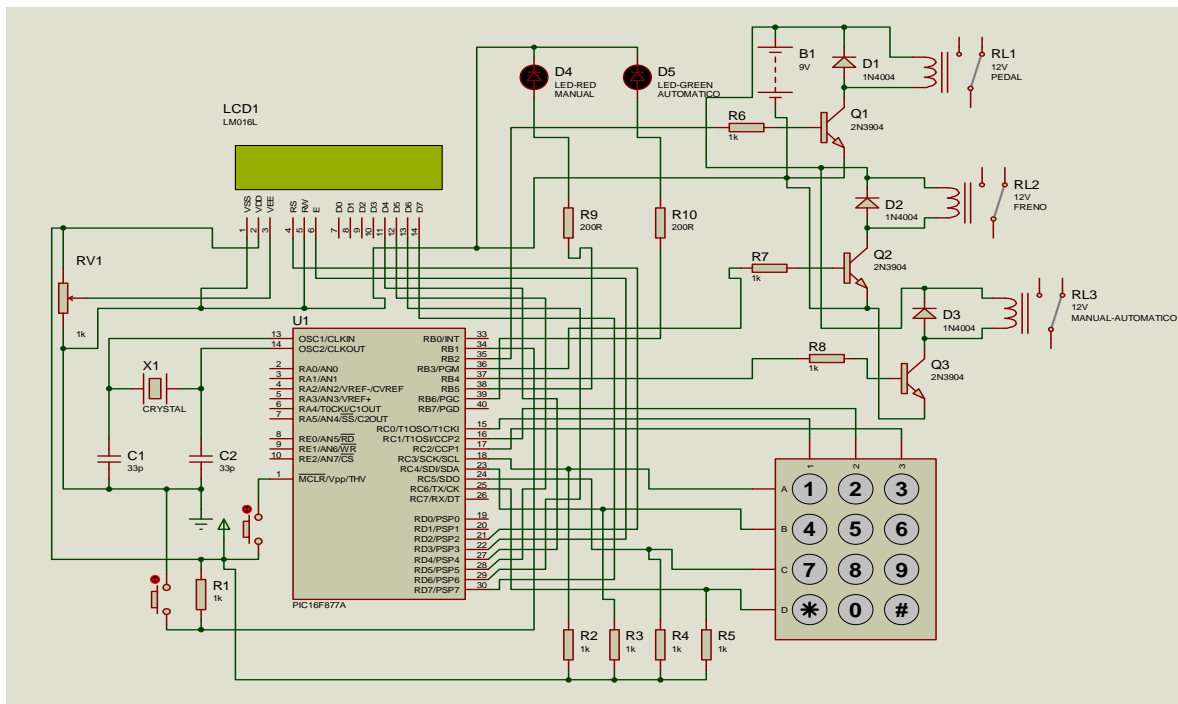 LCD1
LM016L
VSS
VDD
VEE
RS
RW
E
D0
D1
D2
D3
D4
D5
D6
D7
1
2
3
4
5
6
7
8
9
10
11
12
13
14
D4
LED-RED
MANUAL
D5
LED-GREEN
AUTOMATICO
B1
9V
D1
1N4004
RL1
12V
PEDAL
R6
1k
Q1
2N3904
D2
1N4004
RL2
12V
FRENO
R9
200R
R10
200R
R7
1k
Q2
2N3904
D3
1N4004
RL3
12V
MANUAL-AUTOMATICO
R8
1k
Q3
2N3904
RV1
1k
X1
CRYSTAL
C1
33p
C2
33p
R1
1k
U1
13 OSC1/CLKIN
14 OSC2/CLKOUT
2 RA0/AN0
3 RA1/AN1
4 RA2/AN2/VREF-/CVREF
5 RA3/AN3/VREF+
6 RA4/T0CKI/C1OUT
7 RA5/AN4/SS/C2OUT
8 RE0/AN5/RD
9 RE1/AN6/WR
10 RE2/AN7/CS
1 MCLR/Vpp/THV
RB0/INT 33
RB1 34
RB2 35
RB3/PGM 36
RB4 37
RB5 38
RB6/PGC 39
RB7/PGD 40
RC0/T1OSO/T1CKI 15
RC1/T1OSI/CCP2 16
RC2/CCP1 17
RC3/SCK/SCL 18
RC4/SDI/SDA 23
RC5/SDO 24
RC6/TX/CK 25
RC7/RX/DT 26
RD0/PSP0 19
RD1/PSP1 20
RD2/PSP2 21
RD3/PSP3 22
RD4/PSP4 27
RD5/PSP5 28
RD6/PSP6 29
RD7/PSP7 30
PIC16F877A
R2
1k
R3
1k
R4
1k
R5
1k
1 2 3
A 1 2 3
B 4 5 6
C 7 8 9
D * 0 #